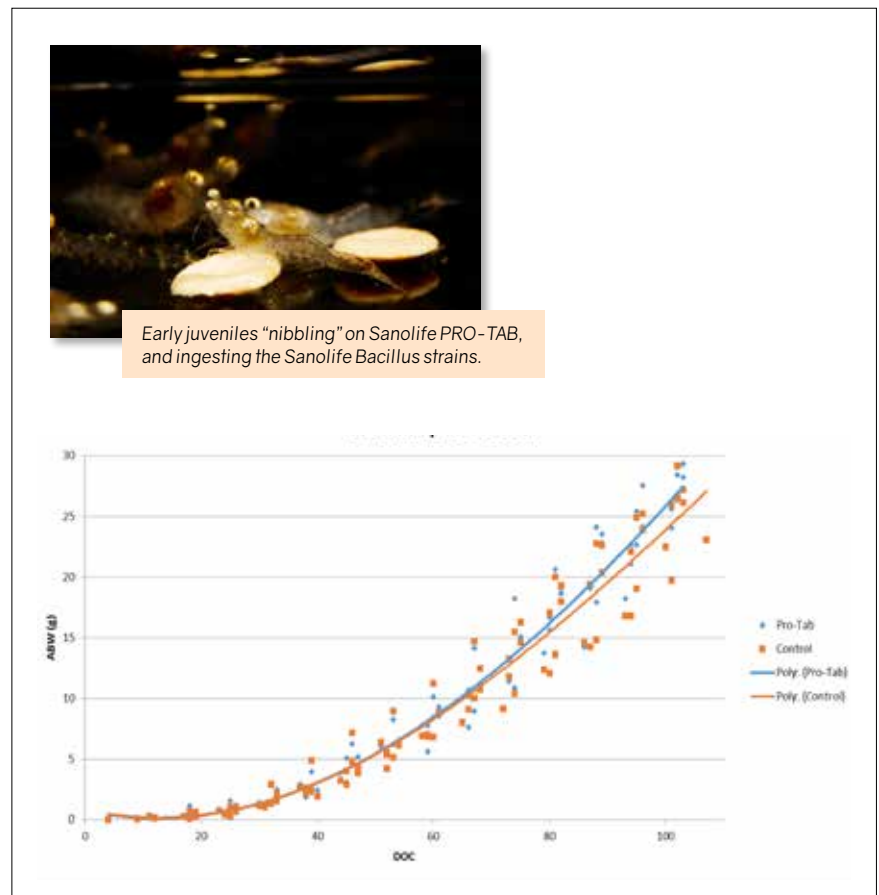 Early juveniles “nibbling” on Sanolife PRO-TAB,
and ingesting the Sanolife Bacillus strains.
30
25
20
15
10
5
0
ABW (g)
0 20 40 60 80 100
DOC
Pro-Tab
Control
Poly. (Pro-Tab)
Poly. (Control)